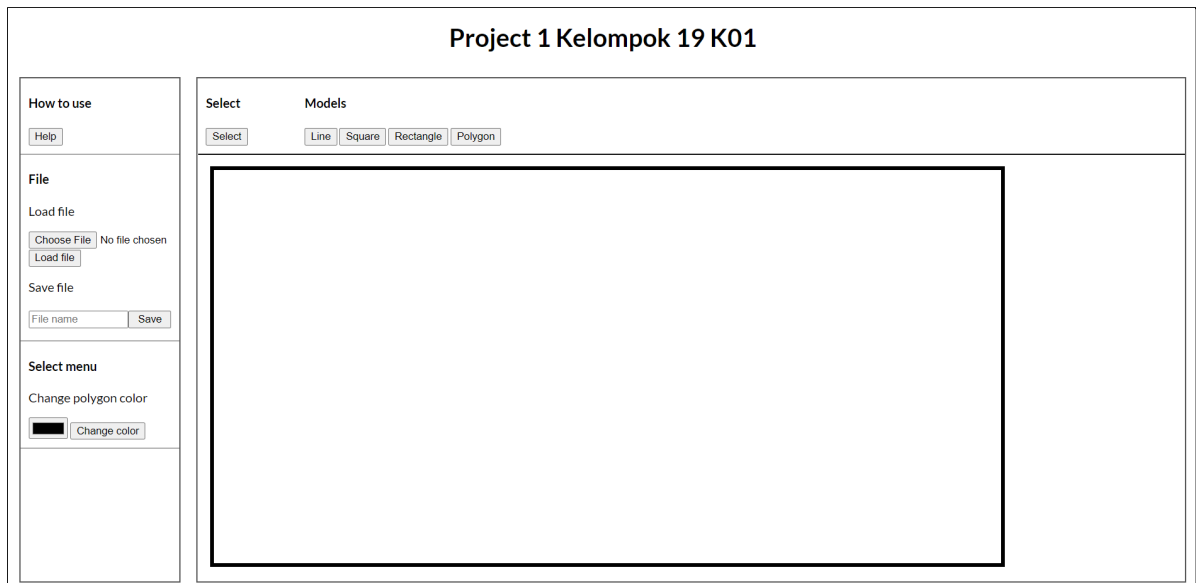 Project 1 Kelompok 19 K01
How to use
Help
File
Load file
Choose File No file chosen
Load file
Save file
File name Save
Select menu
Change polygon color
Change color
Select Models
Select Line Square Rectangle Polygon